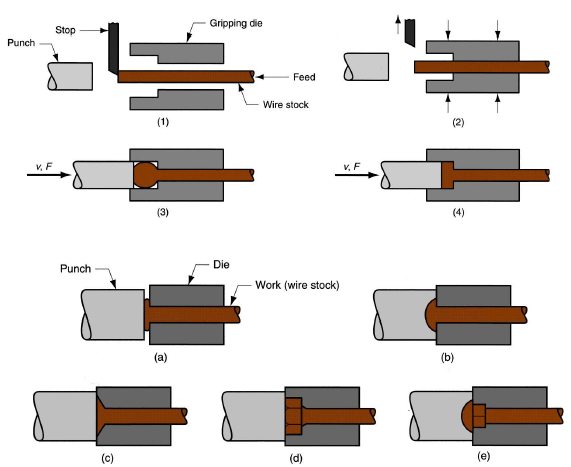 Stop
Gripping die
Punch
Feed
Wire stock
(1)
(2)
v, F
(3)
v, F
(4)
Punch
Die
Work (wire stock)
(a)
(b)
(c)
(d)
(e)